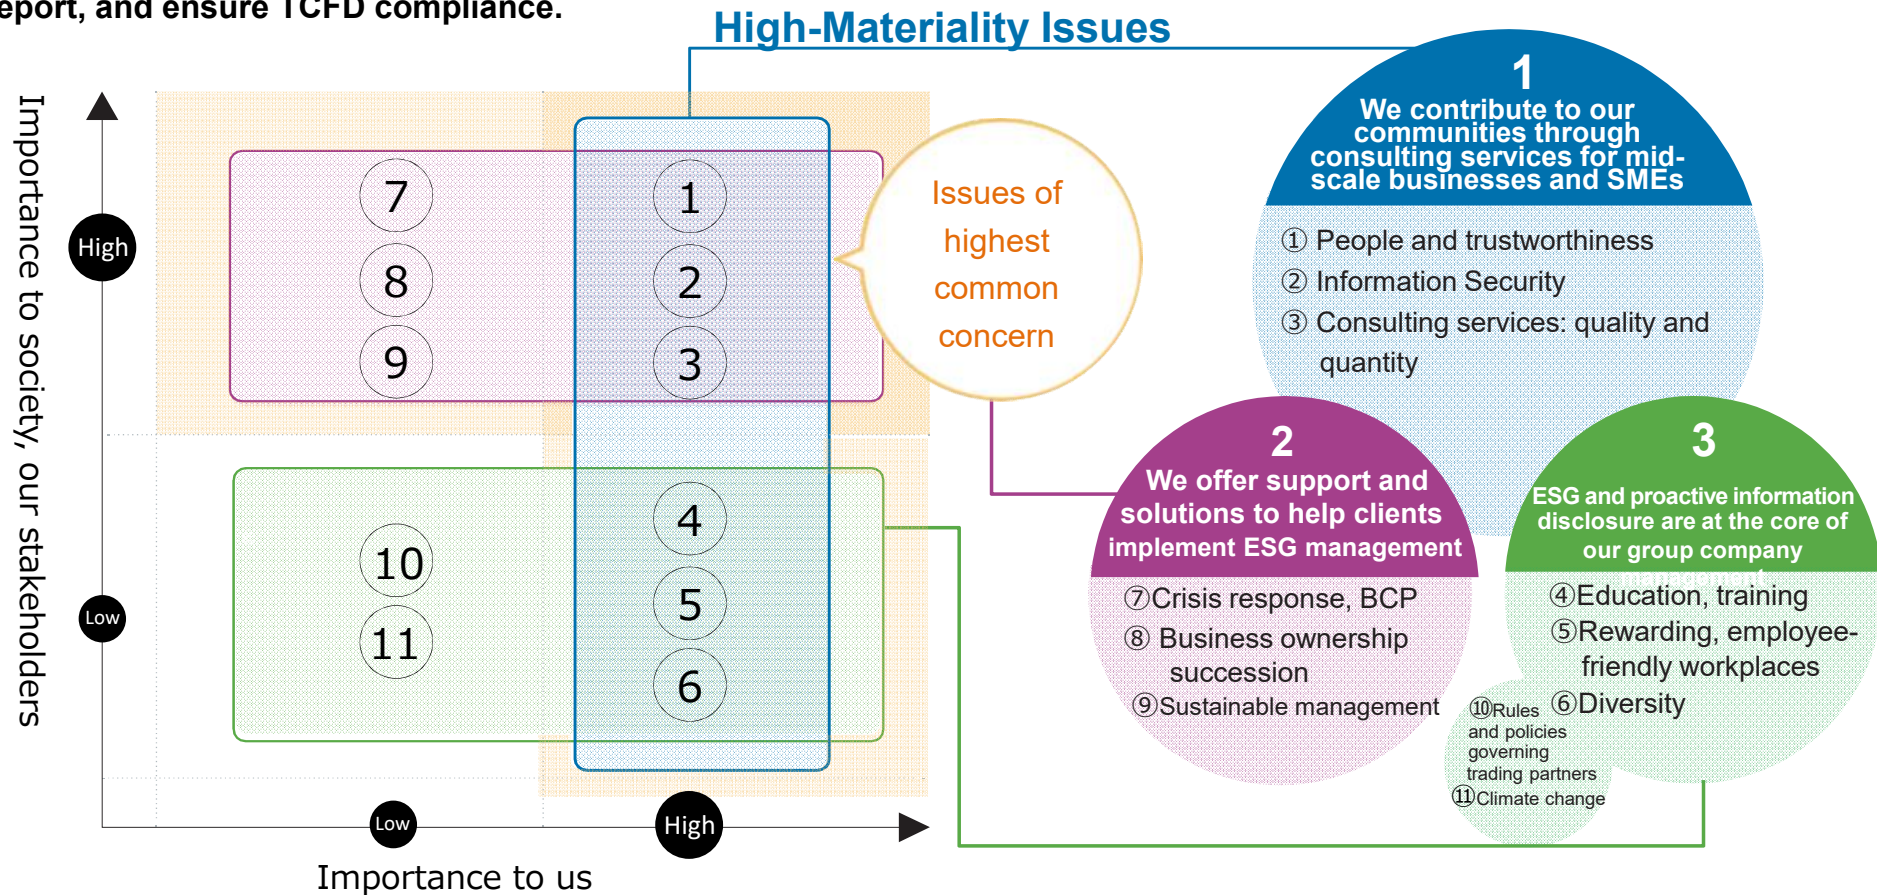 eport, and ensure TCFD compliance.
High-Materiality Issues
Importance to society, our stakeholders
High
Low
7
8
9
1
2
3
10
11
4
5
6
Low
High
Importance to us
Issues of
highest
common
concern
1
We contribute to our
communities through
consulting services for mid-
scale businesses and SMEs
① People and trustworthiness
② Information Security
③ Consulting services: quality and
quantity
2
We offer support and
solutions to help clients
implement ESG management
⑦Crisis response, BCP
⑧ Business ownership
succession
⑨Sustainable management
3
ESG and proactive information
disclosure are at the core of
our group company
management
④Education, training
⑤Rewarding, employee-
friendly workplaces
⑥Diversity
⑩Rules
and policies
governing
trading partners
⑪Climate change